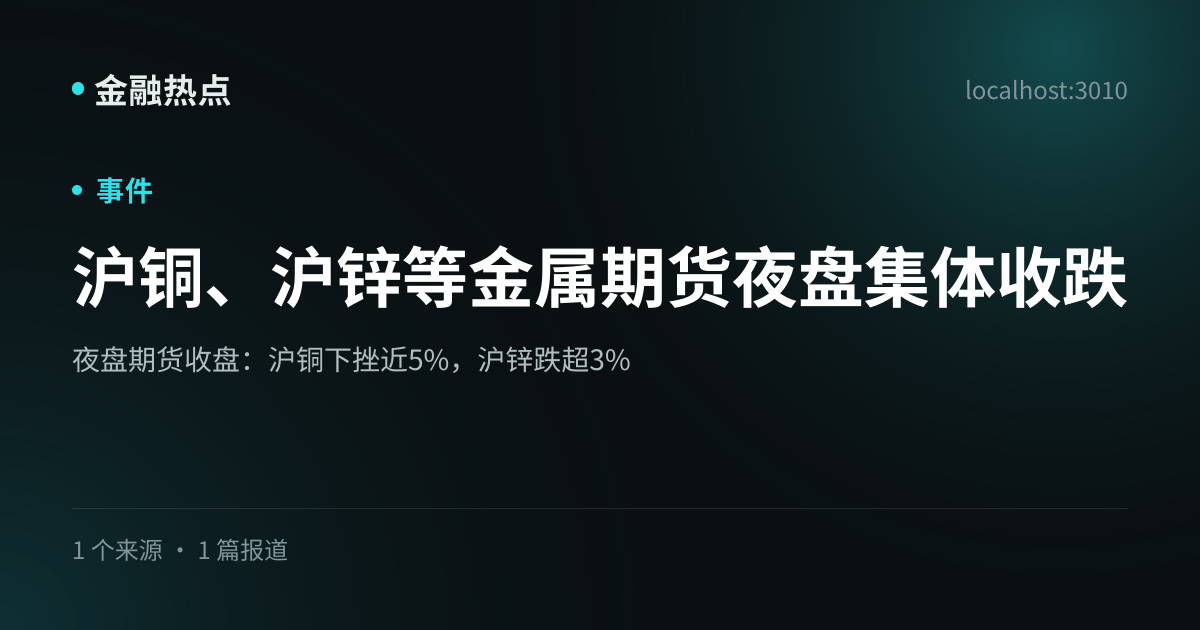 金融热点
localhost:3010
事件
沪铜、沪锌等金属期货夜盘集体收跌
夜盘期货收盘：沪铜下挫近5%，沪锌跌超3%
1 个来源 · 1 篇报道